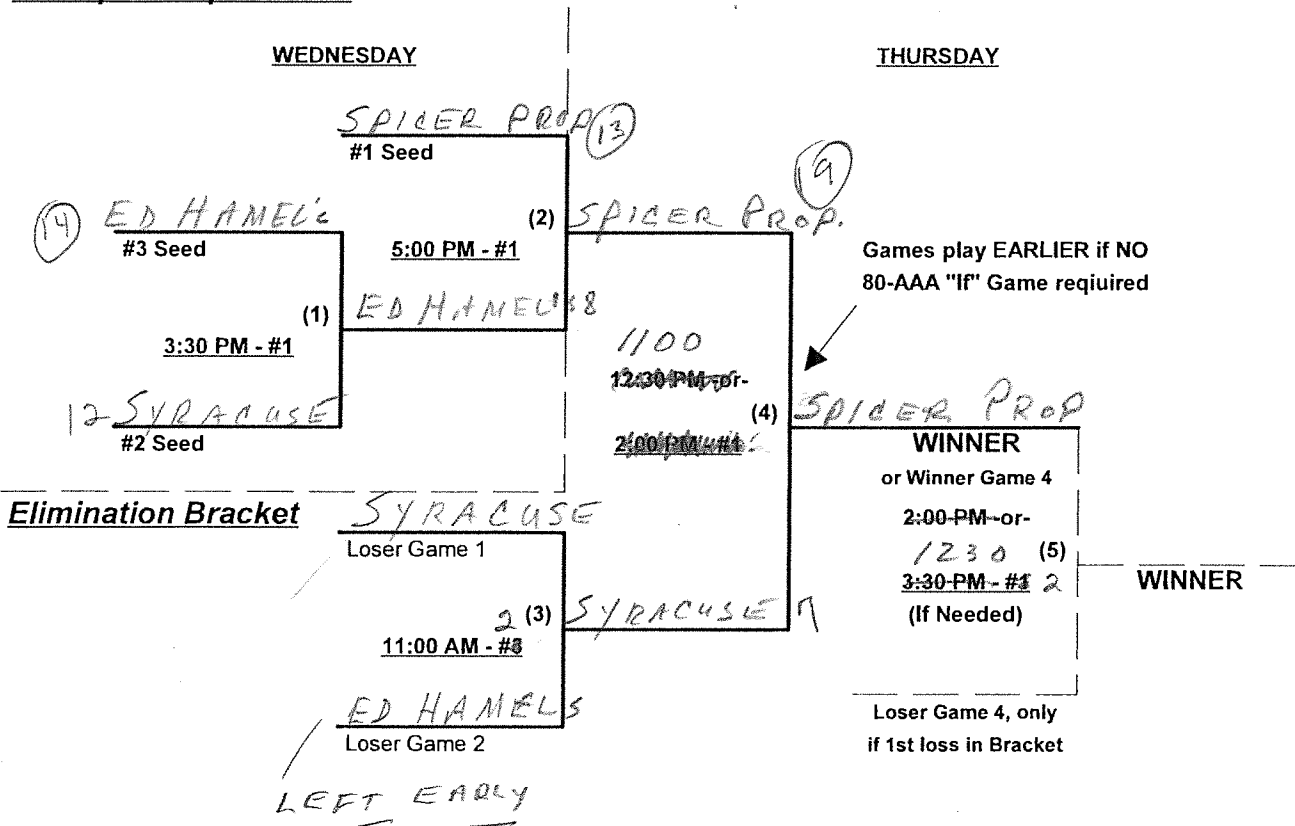 WEDNESDAY
THURSDAY
SPICER PROP 13
#1 Seed
14 ED HAMEL's
#3 Seed
(2) SPICER PROP. 19
5:00 PM - #1
Games play EARLIER if NO
80-AAA "If" Game reqiuired
(1) ED HAMEL's 8
3:30 PM - #1
1100
12:30 PM -or-
12 SYRACUSE
#2 Seed
(4) SPICER PROP
2:00 PM - #1
WINNER
or Winner Game 4
Elimination Bracket
SYRACUSE
Loser Game 1
2:00 PM -or-
1230 (5)
3:30 PM - #1 2
WINNER
(If Needed)
2 (3) SYRACUSE 7
11:00 AM - #3
ED HAMELS
Loser Game 2
Loser Game 4, only
if 1st loss in Bracket
LEFT EARLY